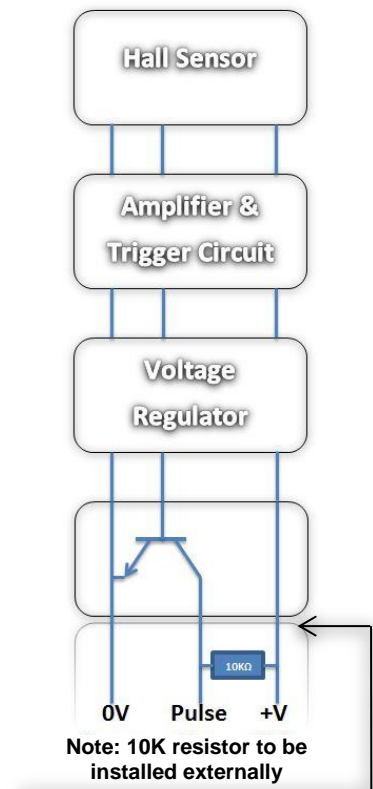 Hall Sensor
Amplifier &
Trigger Circuit
Voltage
Regulator
10KΩ
0V Pulse +V
Note: 10K resistor to be
installed externally